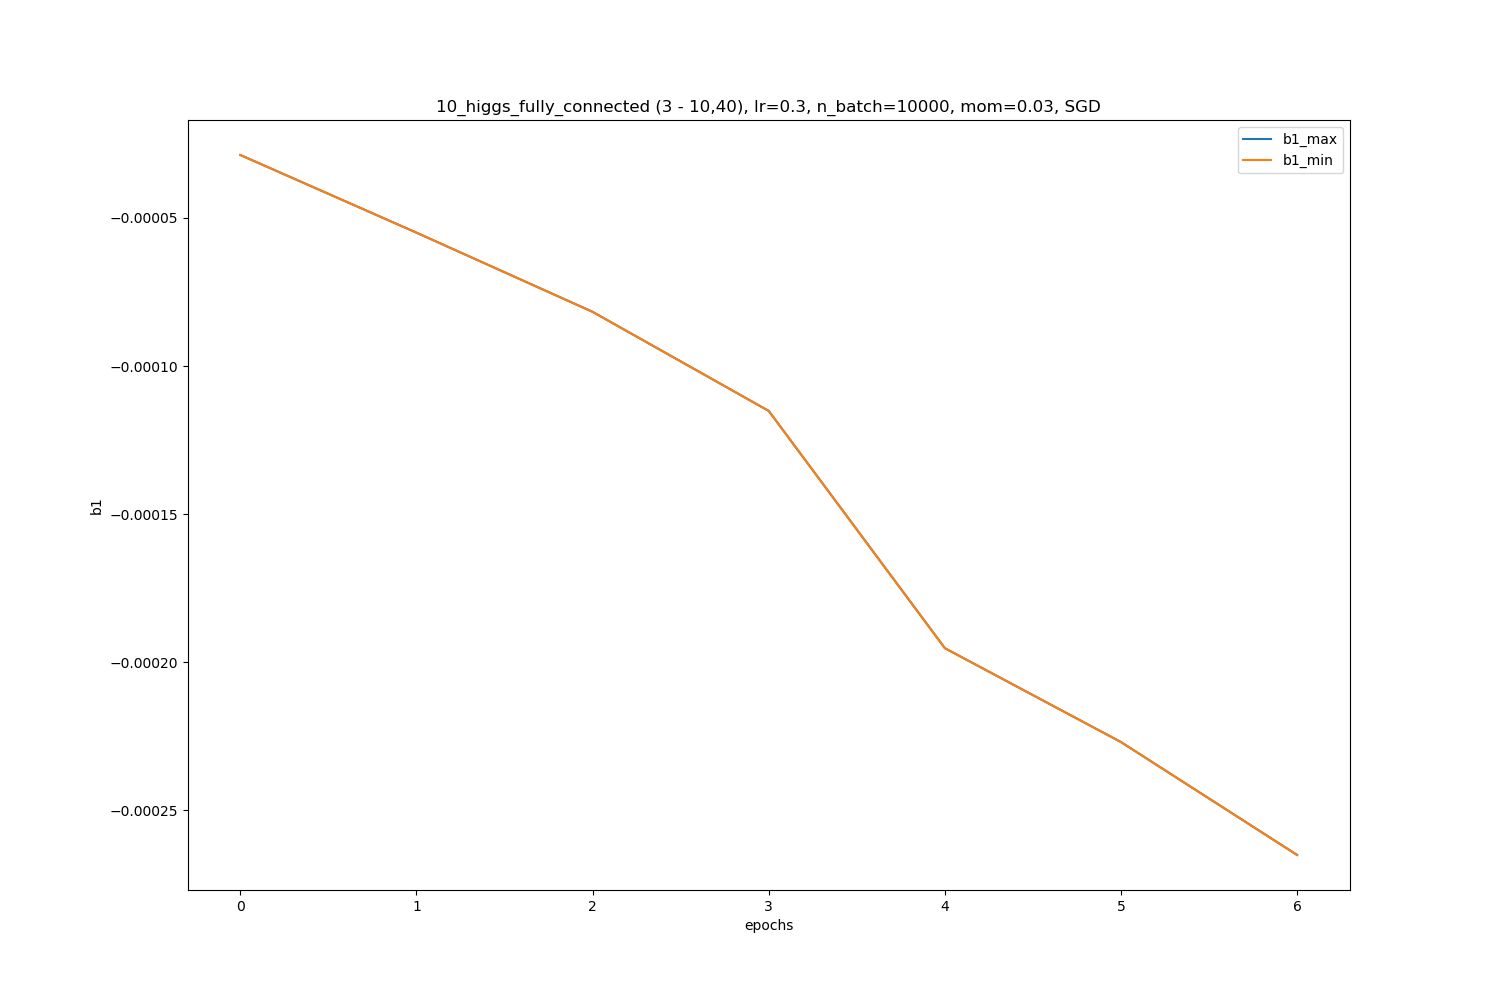 10_higgs_fully_connected (3 - 10,40), lr=0.3, n_batch=10000, mom=0.03, SGD
b1_max
b1_min
−0.00005
−0.00010
−0.00015
−0.00020
−0.00025
b1
0 1 2 3 4 5 6
epochs